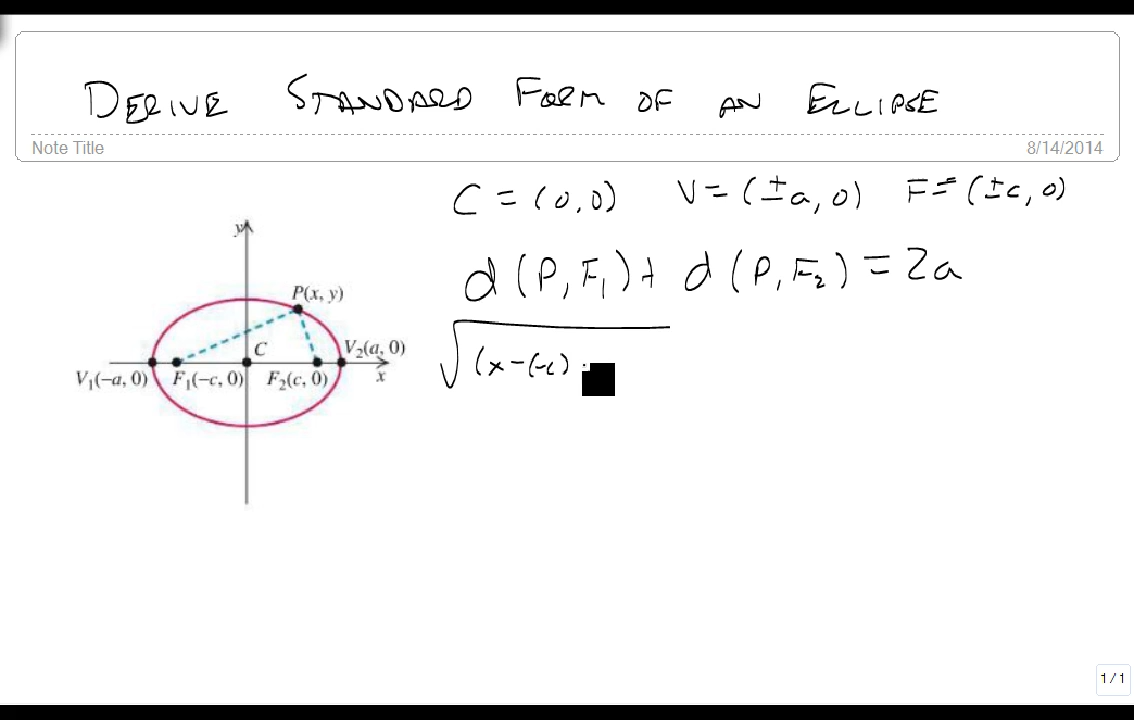 DERIVE STANDARD FORM OF AN ELLIPSE
Note Title
8/14/2014
C = (0,0) V = (±a, 0) F = (±c, 0)
d(P, F₁) + d(P, F₂) = 2a
√(x-(-c)
y
P(x, y)
C
V₂(a, 0)
V₁(-a, 0)
F₁(-c, 0)
F₂(c, 0)
x
1/1